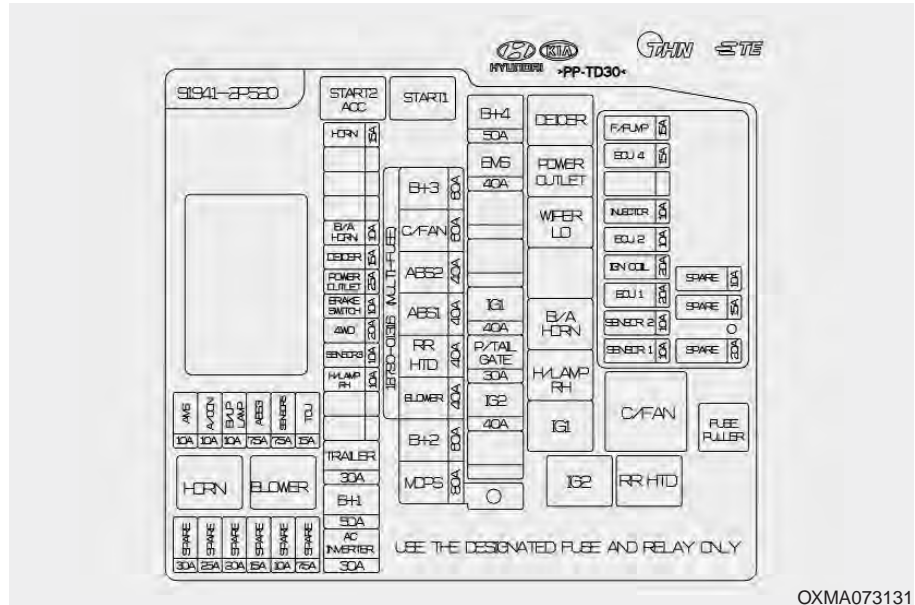 HYUNDAI KIA THN STE
>PP-TD30<
91941-2P520
START2 ACC
START1
HORN 15A
B/A HORN 10A
DEICER 15A
POWER OUTLET 25A
BRAKE SWITCH 10A
4WD 20A
SENSOR3 10A
H/LAMP RH 10A
TRAILER 30A
B+1 50A
AC INVERTER 30A
18790-01316 (MULTI-FUSE)
B+3 60A
C/FAN 60A
ABS2 40A
ABS1 40A
RR HTD 40A
BLOWER 40A
B+2 60A
MDPS 80A
B+4 50A
EMS 40A
IG1 40A
P/TAIL GATE 30A
IG2 40A
DEICER
POWER OUTLET
WIPER LO
B/A HORN
H/LAMP RH
IG1
IG2
RR HTD
C/FAN
FUSE PULLER
F/PUMP 15A
ECU 4 15A
INJECTOR 10A
ECU 2 10A
IGN COIL 20A
ECU 1 20A
SENSOR 2 10A
SENSOR 1 10A
SPARE 10A
SPARE 15A
SPARE 20A
AMS 10A
A/CON 10A
B/UP LAMP 10A
ABS3 7.5A
SENSOR5 7.5A
TCU 15A
HORN
BLOWER
SPARE 30A
SPARE 25A
SPARE 20A
SPARE 15A
SPARE 10A
SPARE 7.5A
USE THE DESIGNATED FUSE AND RELAY ONLY
OXMA073131